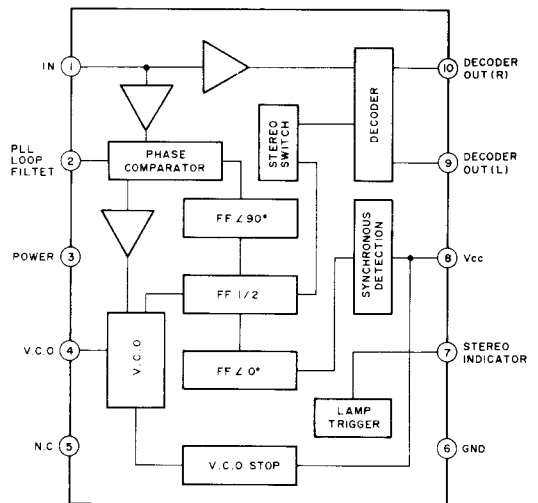 IN 1
10 DECODER
OUT (R)
PLL
LOOP
FILTET
2
PHASE
COMPARATOR
STEREO
SWITCH
DECODER
9 DECODER
OUT (L)
FF ∠90°
POWER 3
FF 1/2
SYNCHRONOUS
DETECTION
8 Vcc
V.C.O 4
V.C.O
FF ∠ 0°
7 STEREO
INDICATOR
LAMP
TRIGGER
N.C 5
V.C.O STOP
6 GND